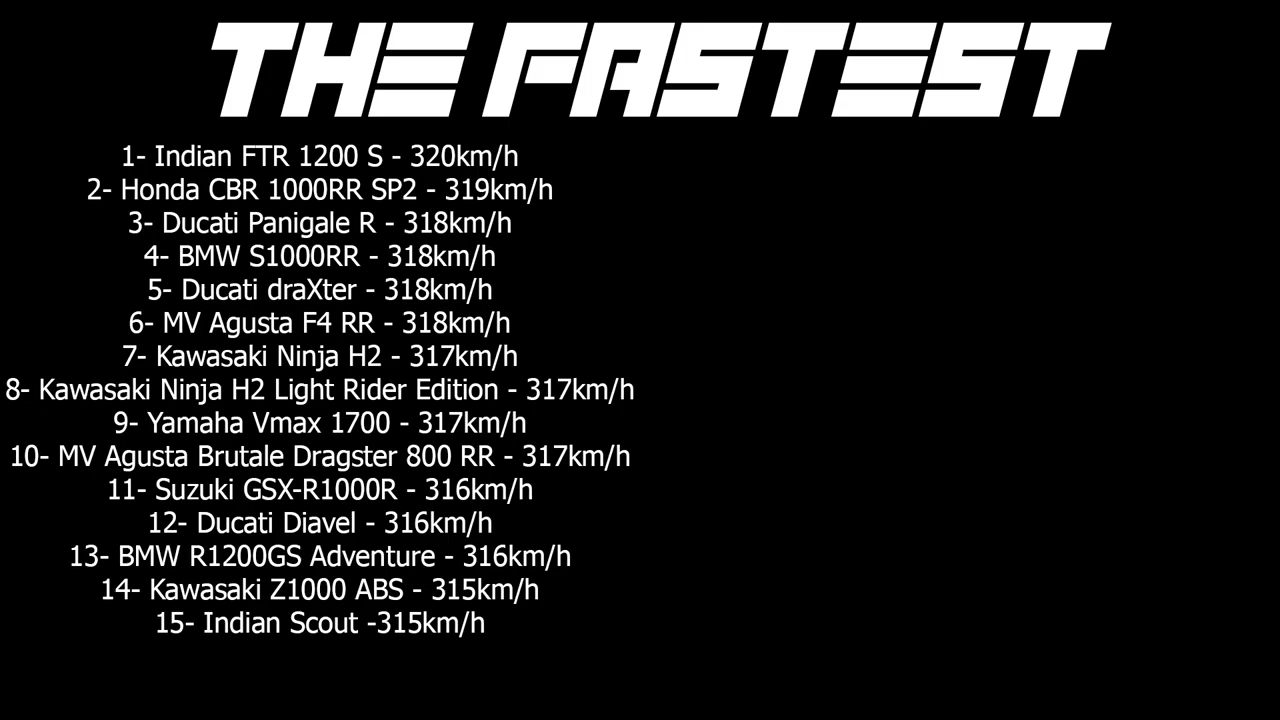 THE FASTEST
1- Indian FTR 1200 S - 320km/h
2- Honda CBR 1000RR SP2 - 319km/h
3- Ducati Panigale R - 318km/h
4- BMW S1000RR - 318km/h
5- Ducati draXter - 318km/h
6- MV Agusta F4 RR - 318km/h
7- Kawasaki Ninja H2 - 317km/h
8- Kawasaki Ninja H2 Light Rider Edition - 317km/h
9- Yamaha Vmax 1700 - 317km/h
10- MV Agusta Brutale Dragster 800 RR - 317km/h
11- Suzuki GSX-R1000R - 316km/h
12- Ducati Diavel - 316km/h
13- BMW R1200GS Adventure - 316km/h
14- Kawasaki Z1000 ABS - 315km/h
15- Indian Scout -315km/h